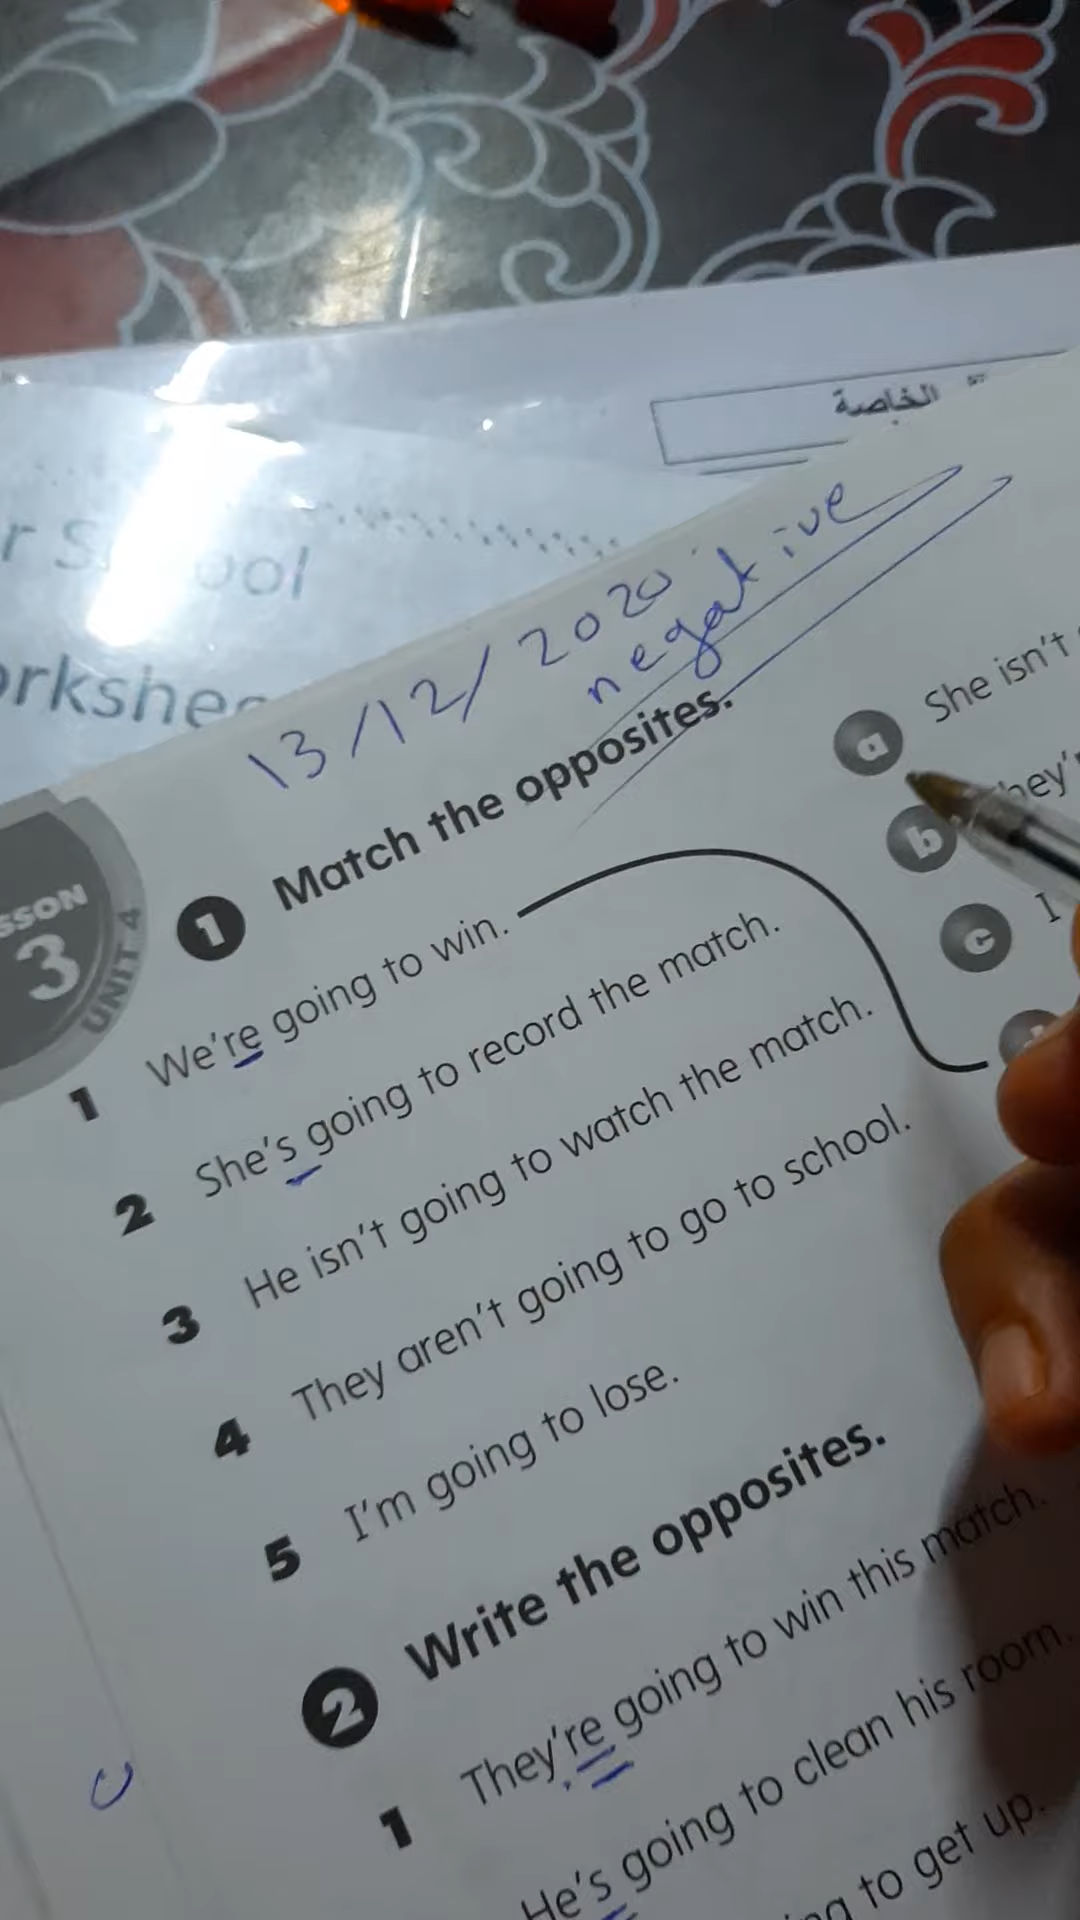 الخاصة
ool
13/12/2020
negative
SSON
3
UNIT 4
1 Match the opposites.
1 We're going to win.
2 She's going to record the match.
3 He isn't going to watch the match.
4 They aren't going to go to school.
5 I'm going to lose.
a She isn't
b
c I
2 Write the opposites.
1 They're going to win this match.
He's going to clean his room.
to get up.